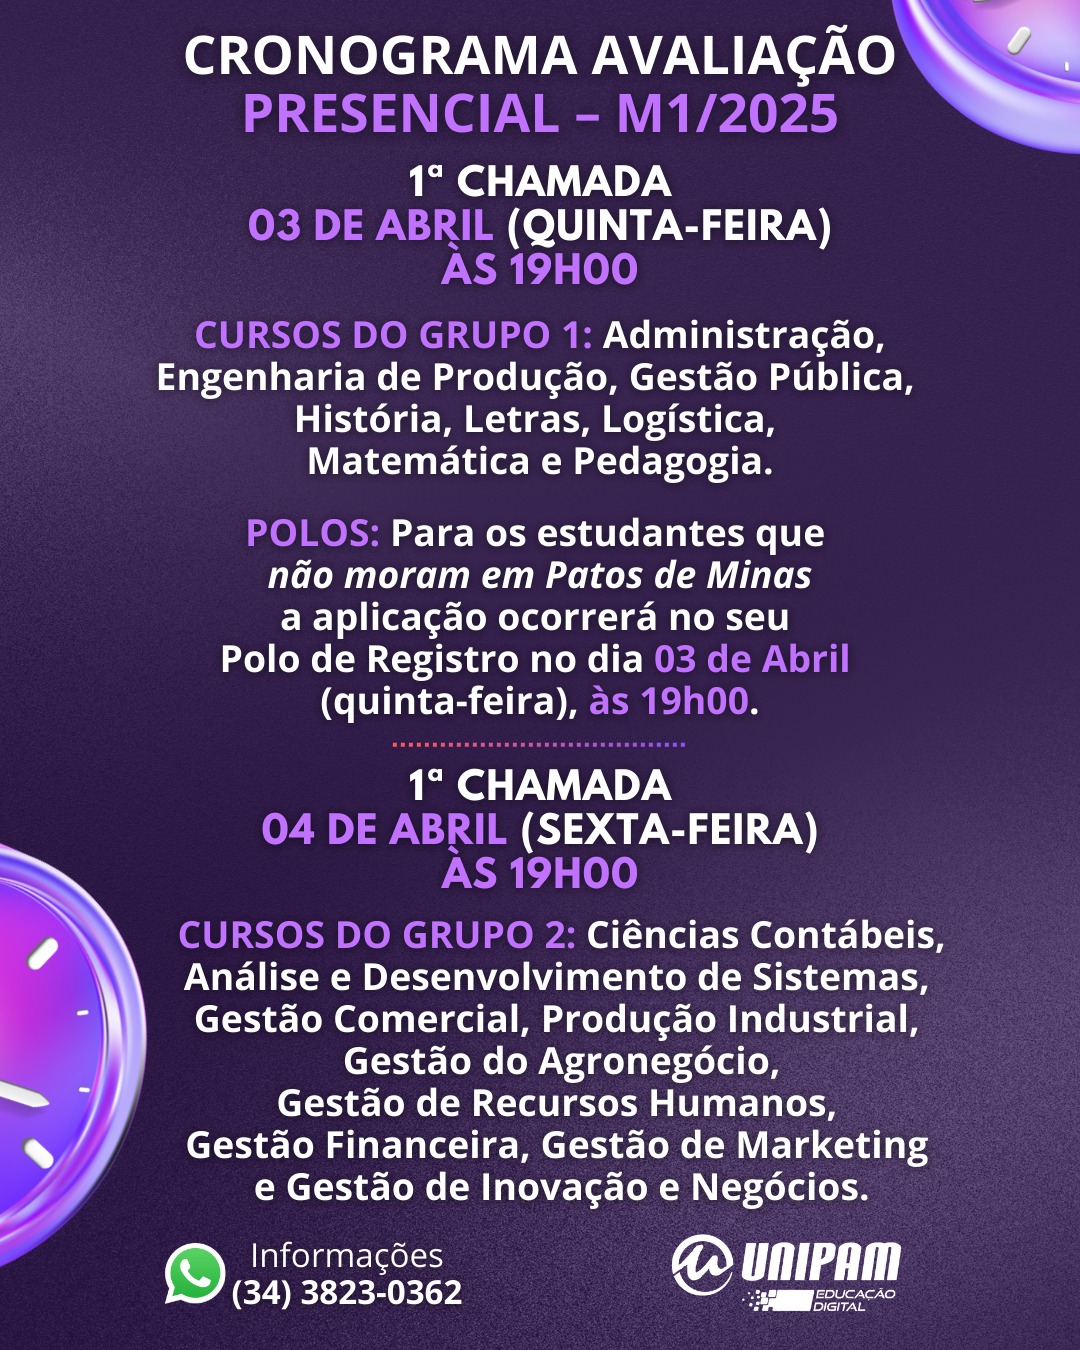 CRONOGRAMA AVALIAÇÃO
PRESENCIAL – M1/2025
1ª CHAMADA
03 DE ABRIL (QUINTA-FEIRA)
ÀS 19H00
CURSOS DO GRUPO 1: Administração,
Engenharia de Produção, Gestão Pública,
História, Letras, Logística,
Matemática e Pedagogia.
POLOS: Para os estudantes que
não moram em Patos de Minas
a aplicação ocorrerá no seu
Polo de Registro no dia 03 de Abril
(quinta-feira), às 19h00.
1ª CHAMADA
04 DE ABRIL (SEXTA-FEIRA)
ÀS 19H00
CURSOS DO GRUPO 2: Ciências Contábeis,
Análise e Desenvolvimento de Sistemas,
Gestão Comercial, Produção Industrial,
Gestão do Agronegócio,
Gestão de Recursos Humanos,
Gestão Financeira, Gestão de Marketing
e Gestão de Inovação e Negócios.
Informações
(34) 3823-0362
UNIPAM
EDUCAÇÃO
DIGITAL